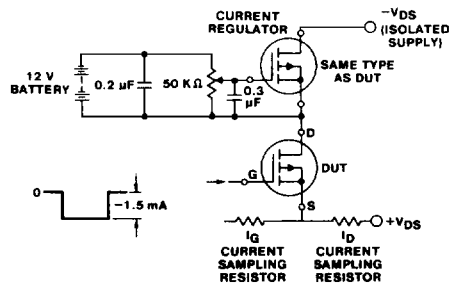 CURRENT
REGULATOR
−VDS
(ISOLATED
SUPPLY)
SAME TYPE
AS DUT
12 V
BATTERY
0.2 µF
50 KΩ
0.3
µF
D
G
DUT
S
0
−1.5 mA
+VDS
IG
CURRENT
SAMPLING
RESISTOR
ID
CURRENT
SAMPLING
RESISTOR